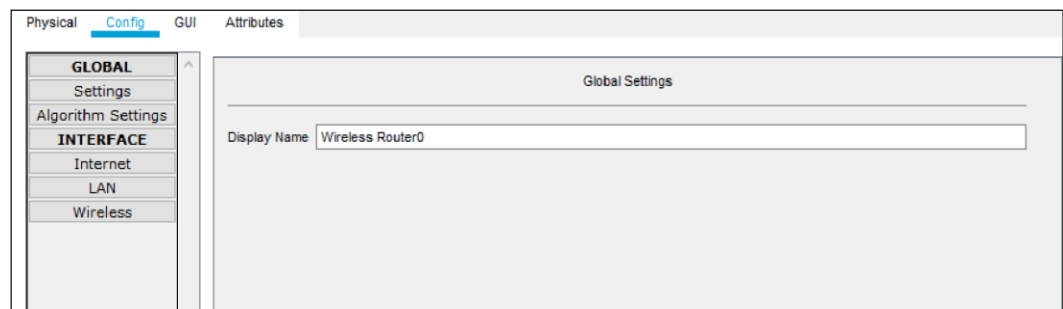 Physical Config GUI Attributes
GLOBAL
Settings
Algorithm Settings
INTERFACE
Internet
LAN
Wireless
Global Settings
Display Name Wireless Router0